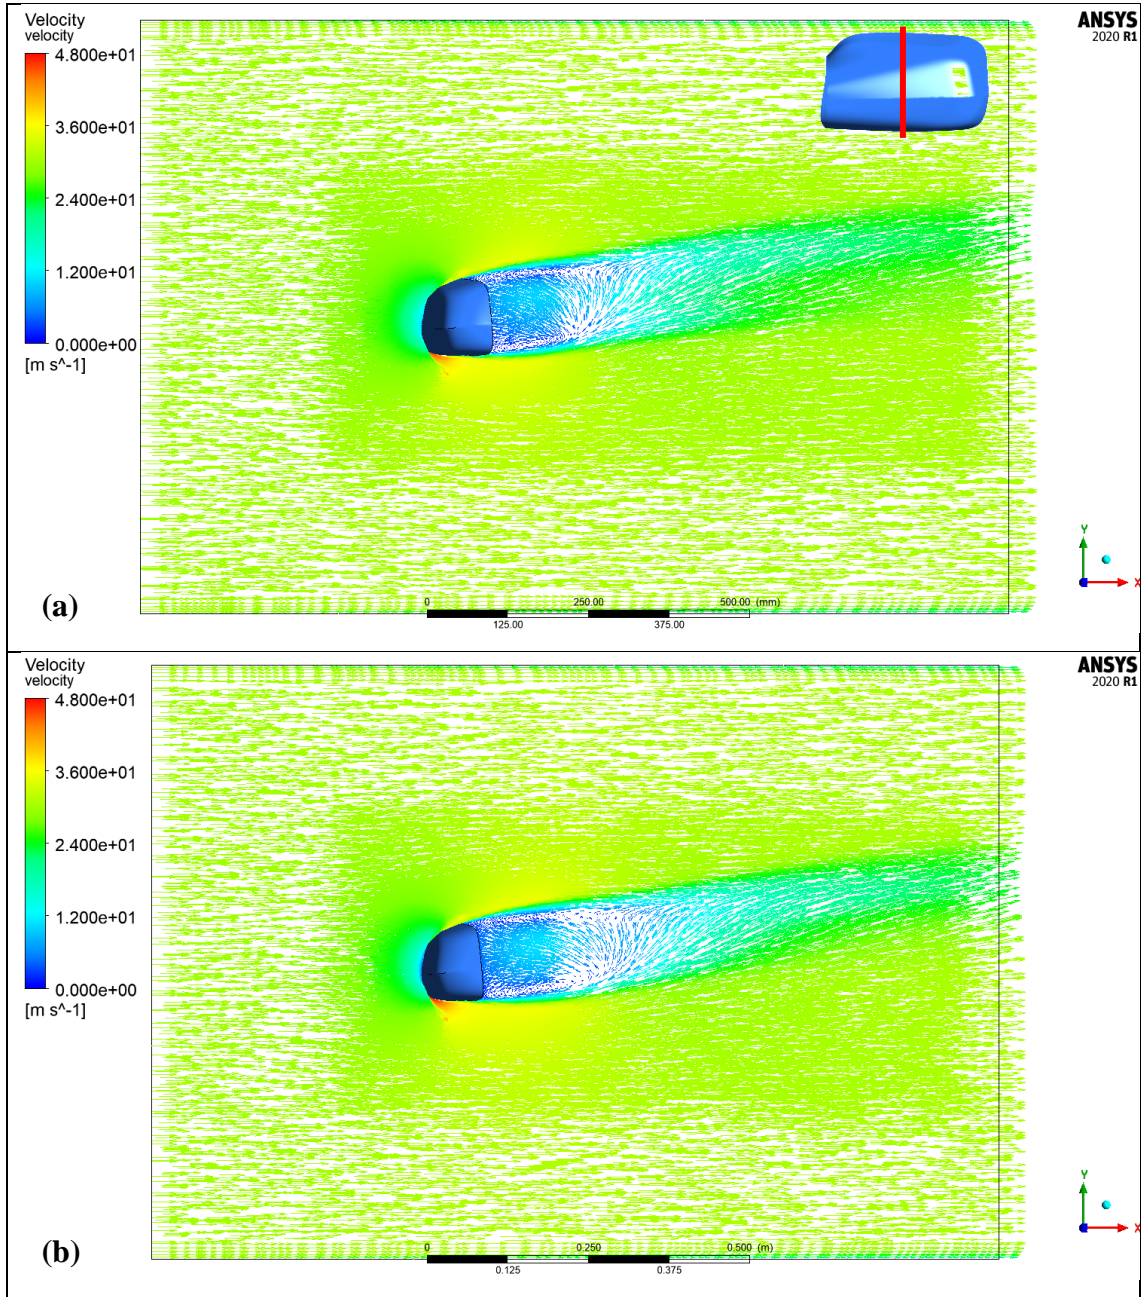 Velocity
velocity
4.800e+01
3.600e+01
2.400e+01
1.200e+01
0.000e+00
[m s^-1]
ANSYS
2020 R1
Y
X
(a)
0 250.00 500.00 (mm)
125.00 375.00
Velocity
velocity
4.800e+01
3.600e+01
2.400e+01
1.200e+01
0.000e+00
[m s^-1]
ANSYS
2020 R1
Y
X
(b)
0 0.250 0.500 (m)
0.125 0.375